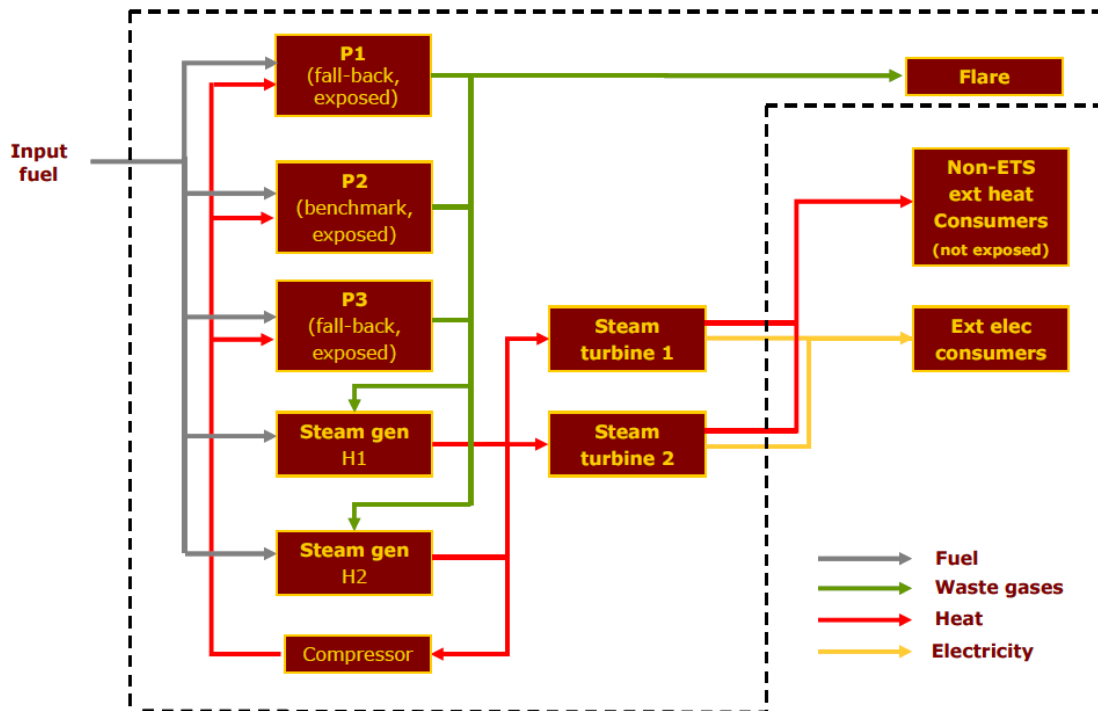 P1
(fall-back,
exposed)
Flare
Input
fuel
P2
(benchmark,
exposed)
Non-ETS
ext heat
Consumers
(not exposed)
P3
(fall-back,
exposed)
Steam
turbine 1
Ext elec
consumers
Steam gen
H1
Steam
turbine 2
Steam gen
H2
Compressor
Fuel
Waste gases
Heat
Electricity